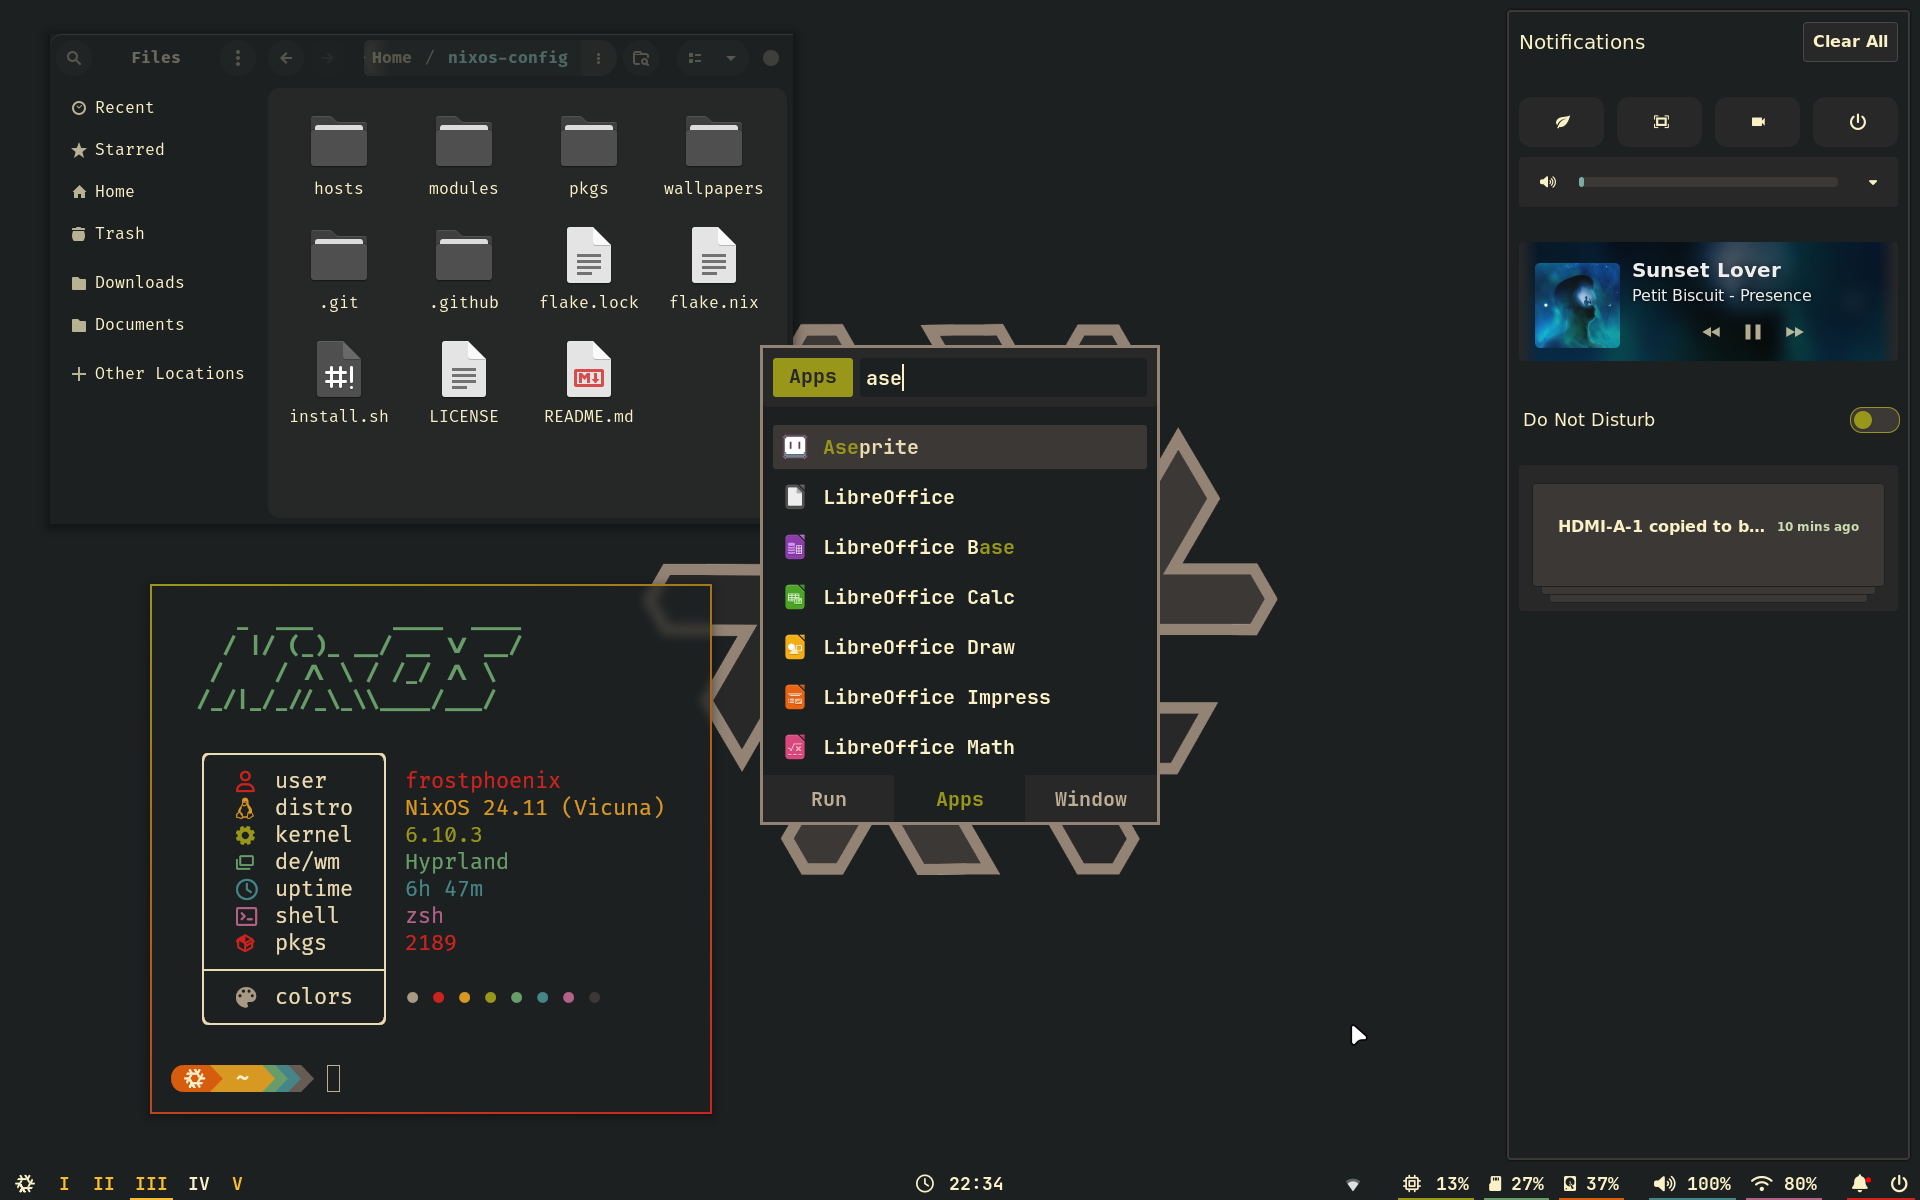 Files
Home / nixos-config
Recent
Starred
Home
Trash
Downloads
Documents
Other Locations
hosts
modules
pkgs
wallpapers
.git
.github
flake.lock
flake.nix
#!
install.sh
LICENSE
M
README.md
Apps
ase
Aseprite
LibreOffice
LibreOffice Base
LibreOffice Calc
LibreOffice Draw
LibreOffice Impress
LibreOffice Math
Run
Apps
Window
NixOS
user frostphoenix
distro NixOS 24.11 (Vicuna)
kernel 6.10.3
de/wm Hyprland
uptime 6h 47m
shell zsh
pkgs 2189
colors
~
Notifications
Clear All
Sunset Lover
Petit Biscuit - Presence
Do Not Disturb
HDMI-A-1 copied to b... 10 mins ago
I II III IV V
22:34
13% 27% 37% 100% 80%